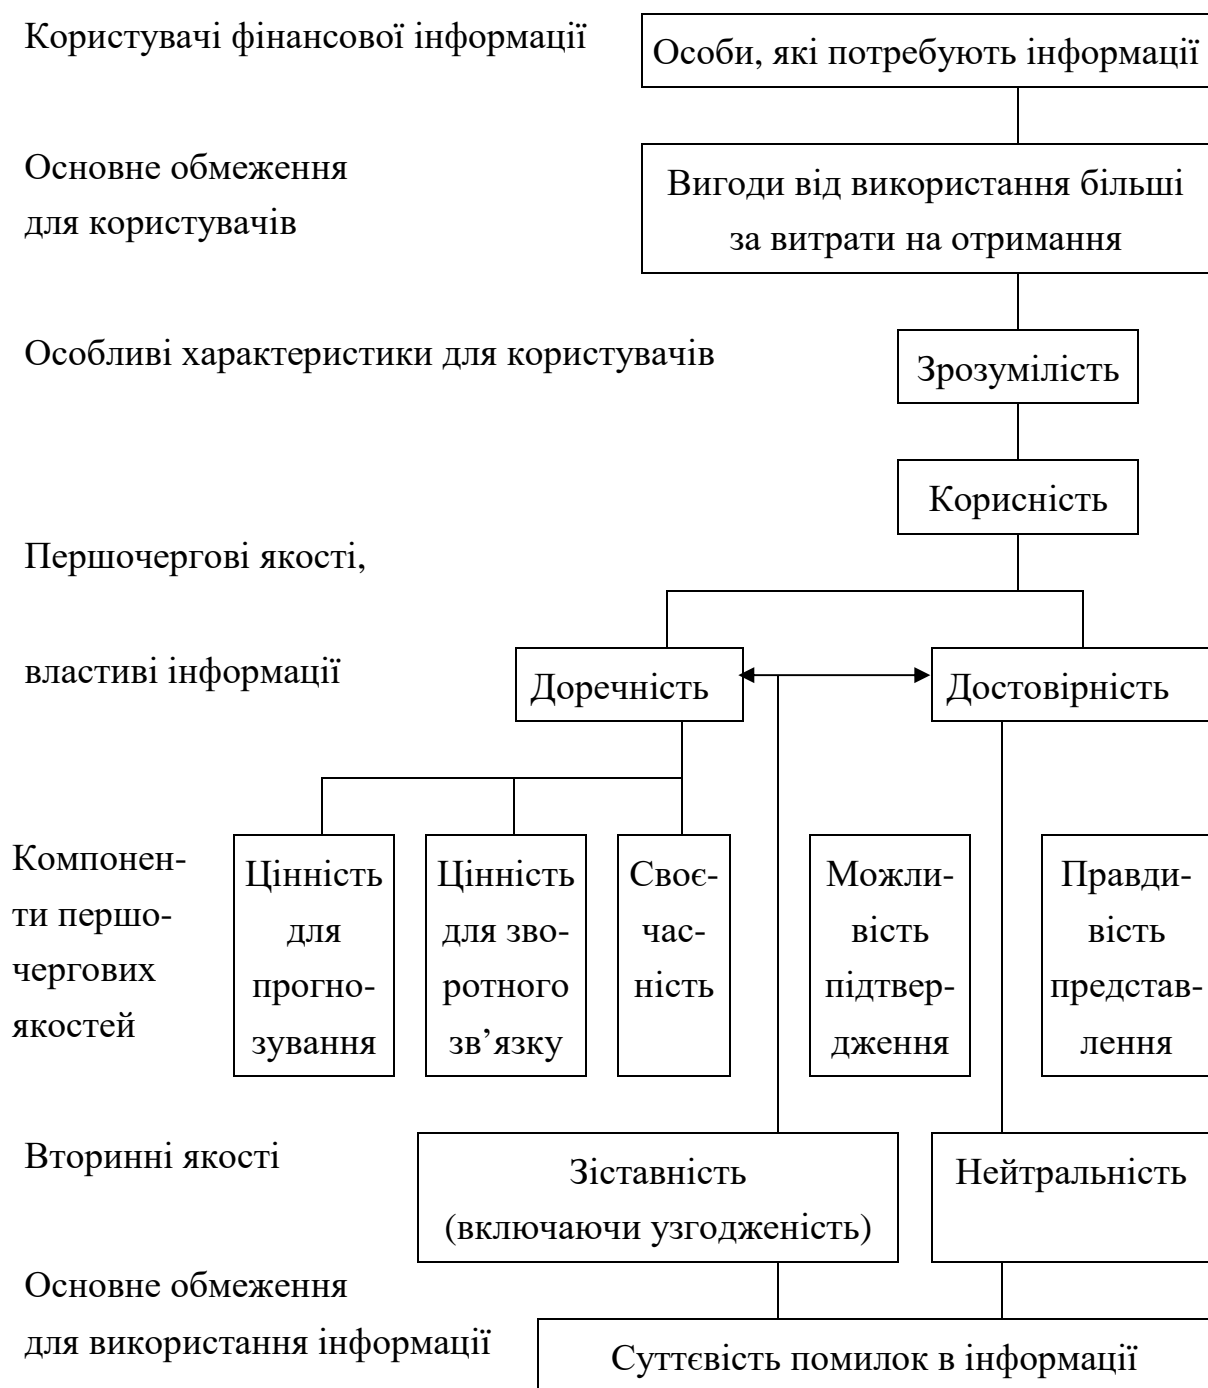 Користувачі фінансової інформації
Особи, які потребують інформації
Основне обмеження
для користувачів
Вигоди від використання більші
за витрати на отримання
Особливі характеристики для користувачів
Зрозумілість
Корисність
Першочергові якості,
властиві інформації
Доречність
Достовірність
Компонен-
ти першо-
чергових
якостей
Цінність
для
прогно-
зування
Цінність
для зво-
ротного
зв’язку
Своє-
час-
ність
Можли-
вість
підтвер-
дження
Правди-
вість
представ-
лення
Вторинні якості
Зіставність
(включаючи узгодженість)
Нейтральність
Основне обмеження
для використання інформації
Суттєвість помилок в інформації